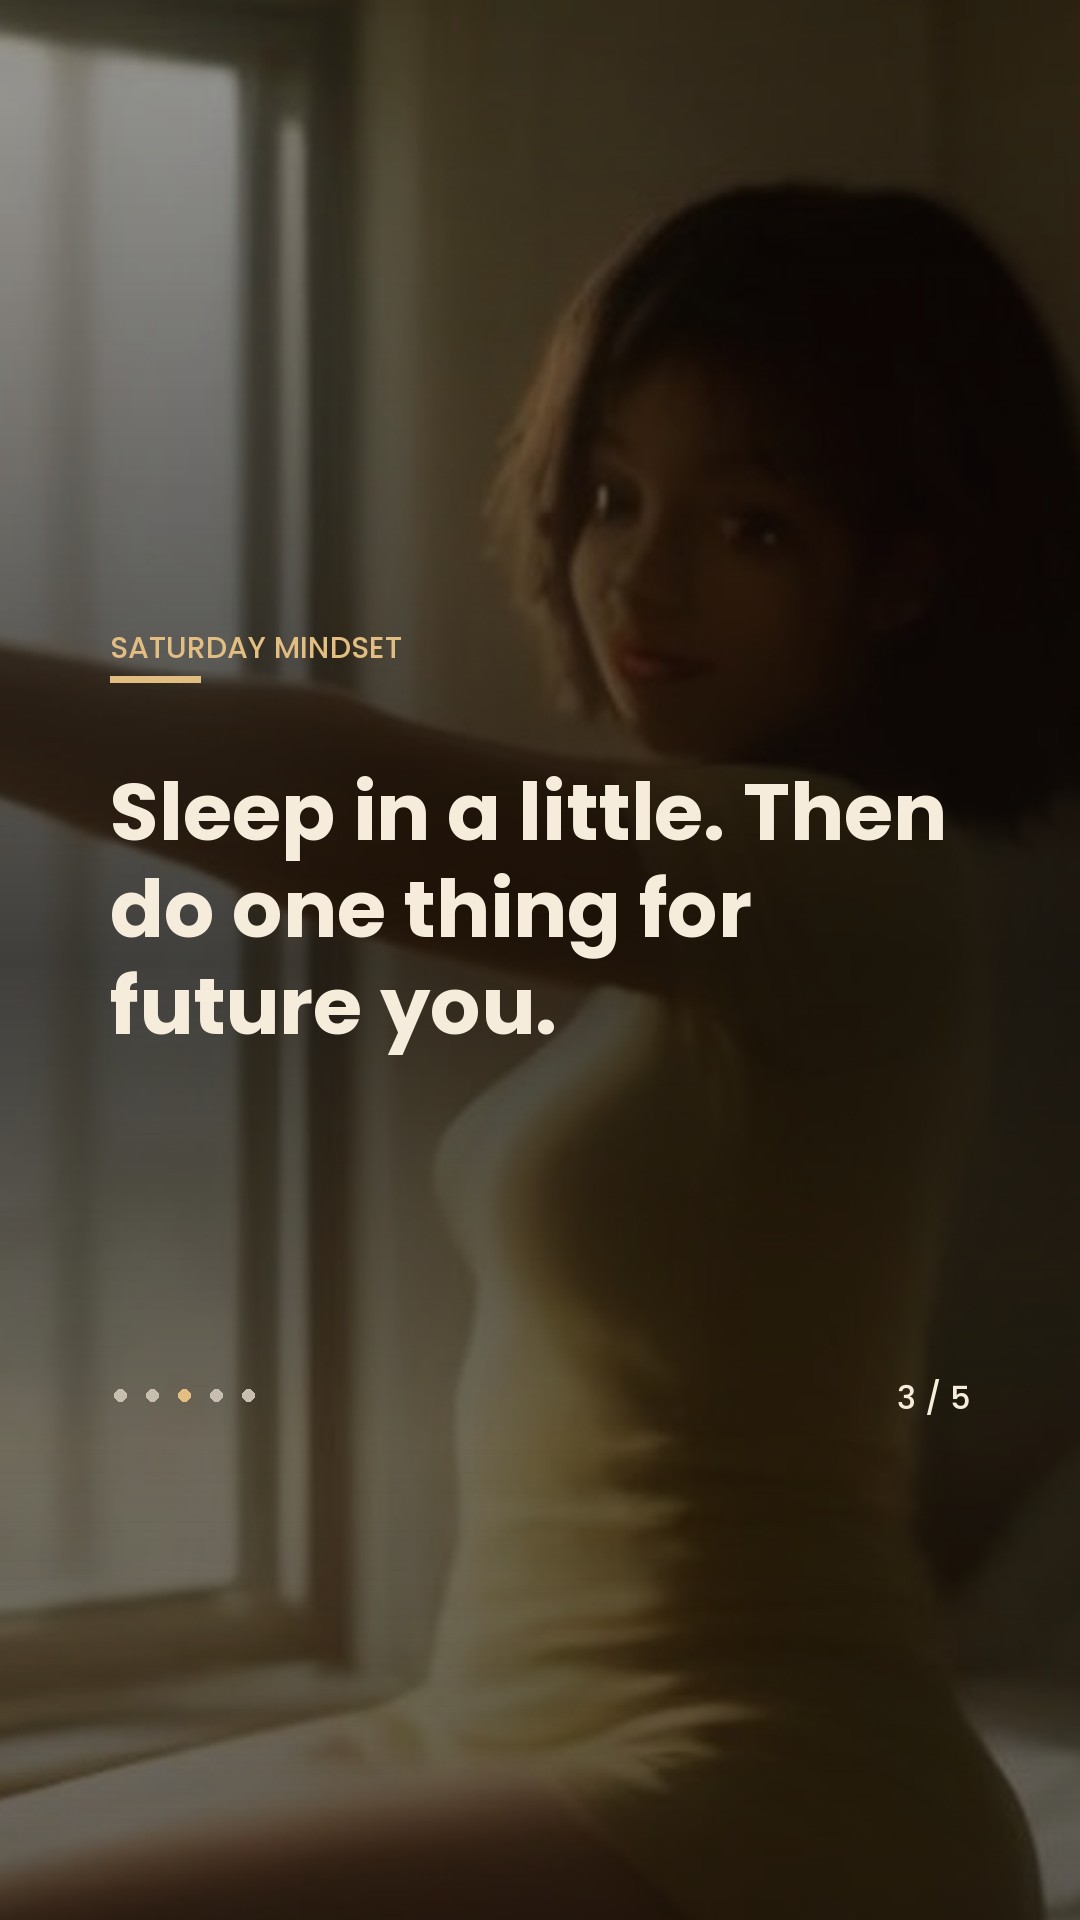 SATURDAY MINDSET
Sleep in a little. Then
do one thing for
future you.
3 / 5